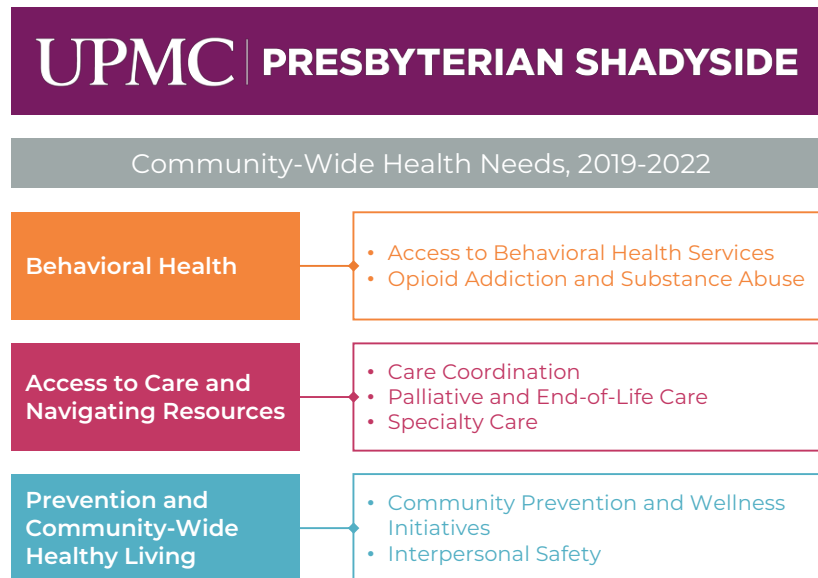 UPMC PRESBYTERIAN SHADYSIDE
Community-Wide Health Needs, 2019-2022
Behavioral Health
• Access to Behavioral Health Services
• Opioid Addiction and Substance Abuse
Access to Care and
Navigating Resources
• Care Coordination
• Palliative and End-of-Life Care
• Specialty Care
Prevention and
Community-Wide
Healthy Living
• Community Prevention and Wellness
Initiatives
• Interpersonal Safety